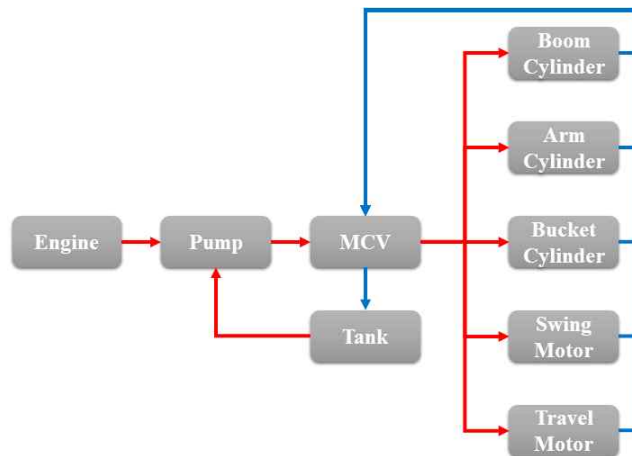 Boom
Cylinder
Arm
Cylinder
Engine
Pump
MCV
Bucket
Cylinder
Tank
Swing
Motor
Travel
Motor